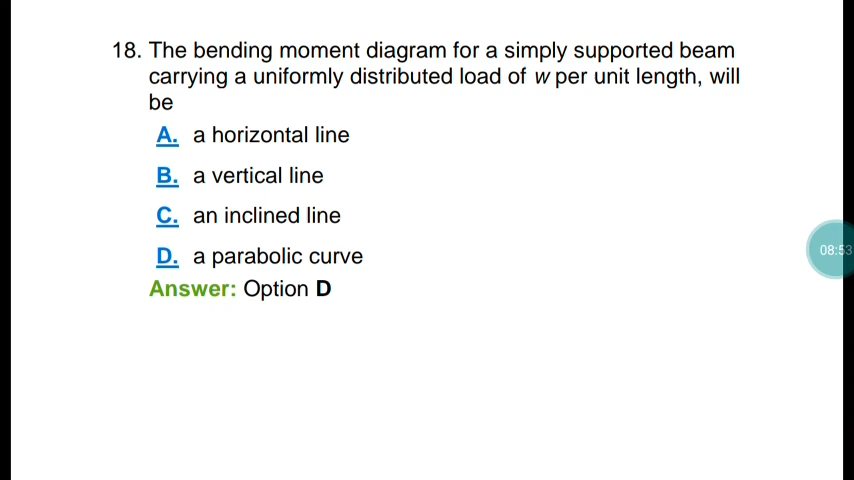 18. The bending moment diagram for a simply supported beam
carrying a uniformly distributed load of w per unit length, will
be
A. a horizontal line
B. a vertical line
C. an inclined line
D. a parabolic curve
Answer: Option D
08:53